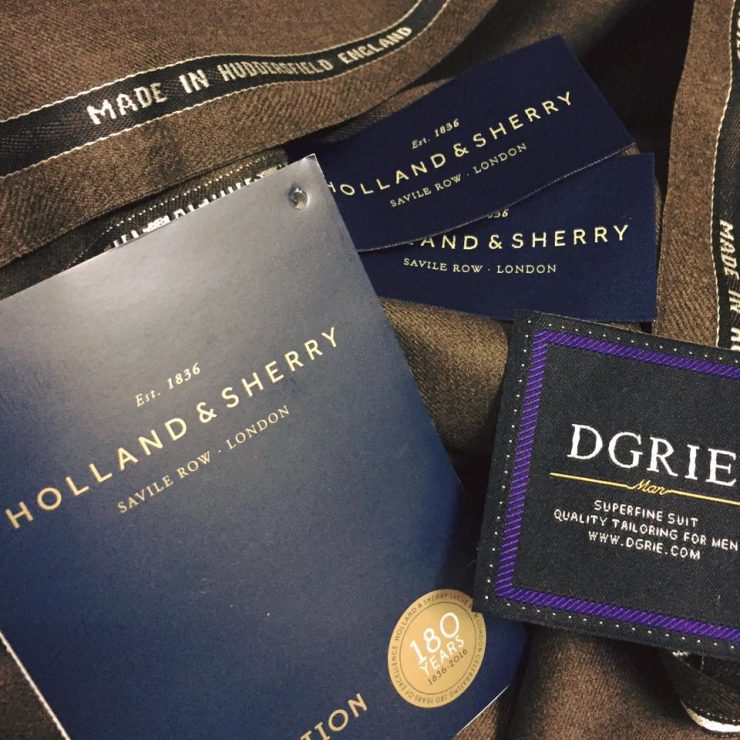 MADE IN HUDDERSFIELD ENGLAND
Est. 1836
HOLLAND & SHERRY
SAVILE ROW · LONDON
1836
LAND & SHERRY
SAVILE ROW · LONDON
MADE IN
Est. 1836
HOLLAND & SHERRY
SAVILE ROW · LONDON
180
YEARS
1836-2016
DGRIE
Man
SUPERFINE SUIT
QUALITY TAILORING FOR MEN
WWW.DGRIE.COM